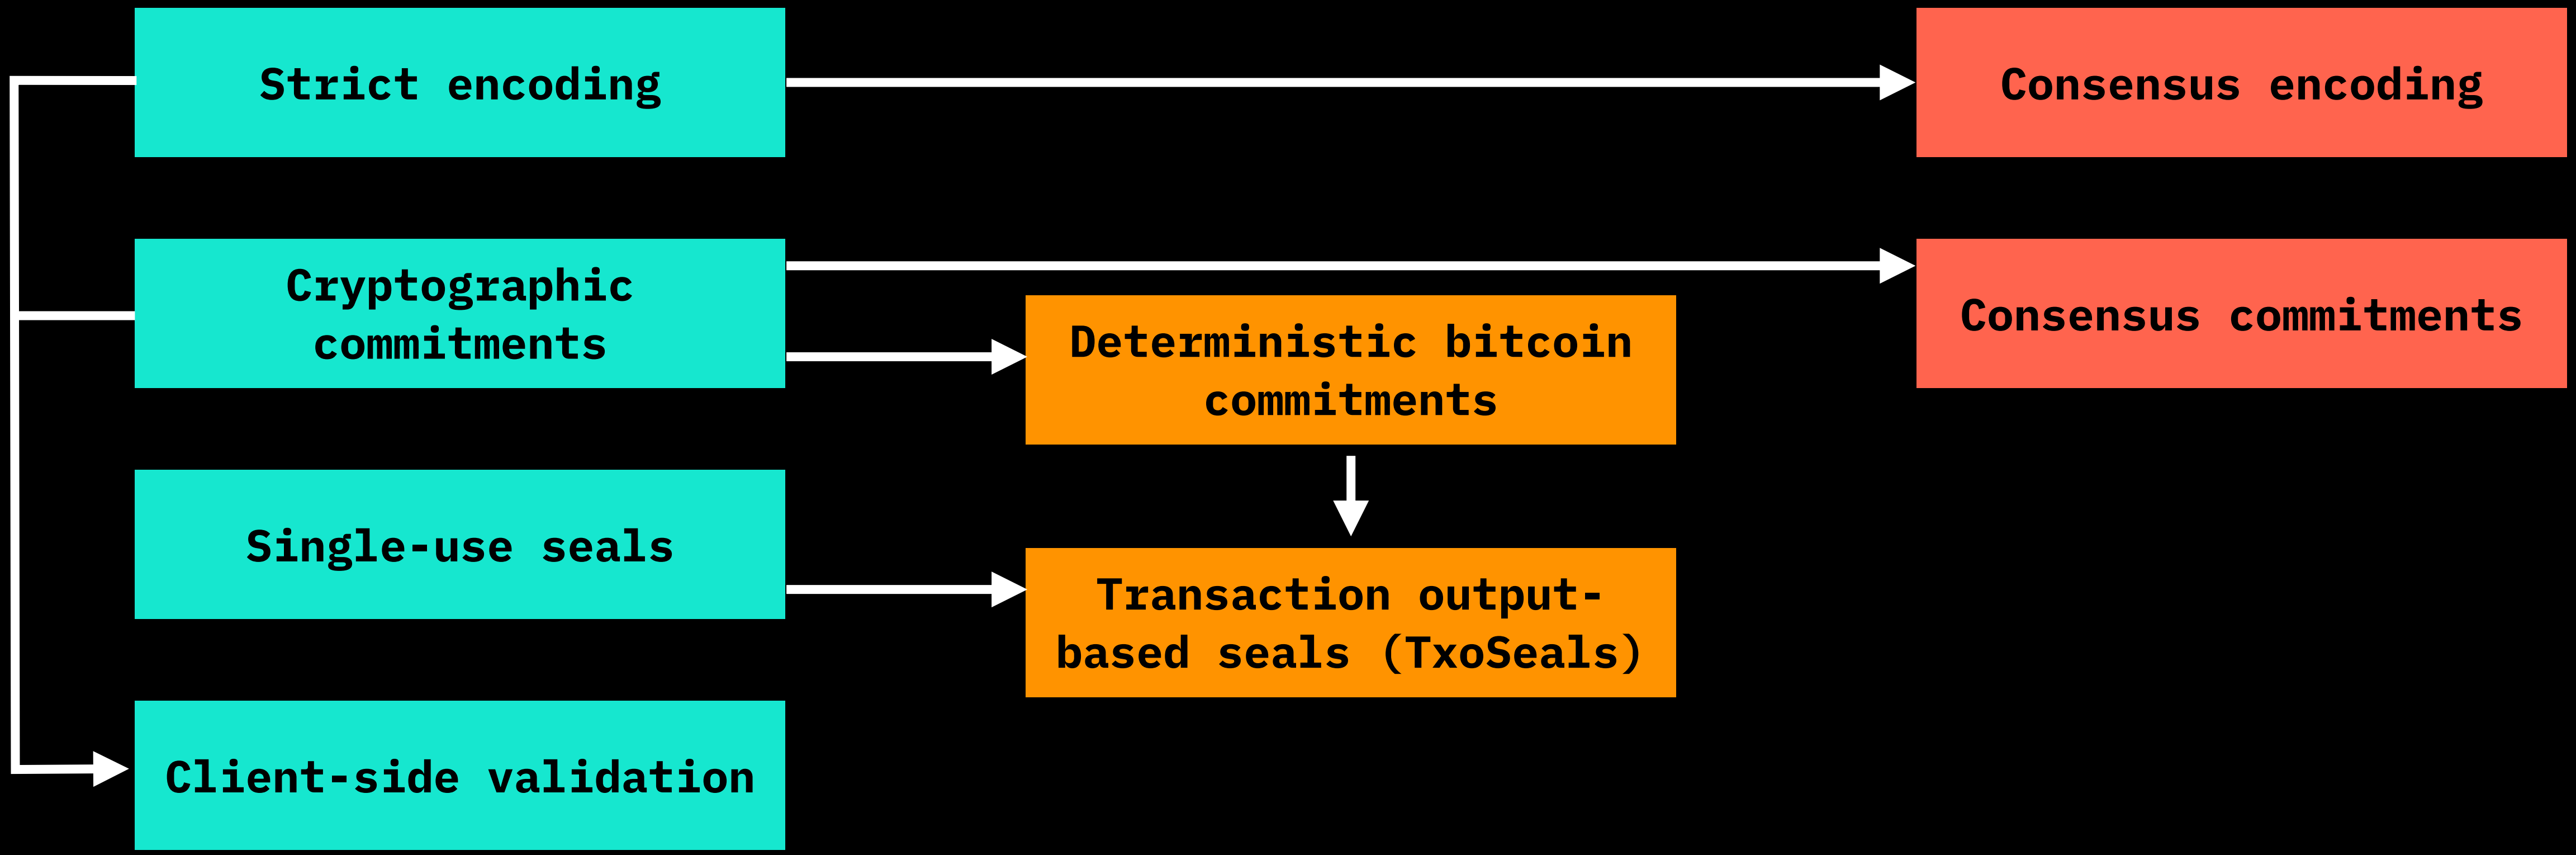 Strict encoding
Consensus encoding
Cryptographic
commitments
Consensus commitments
Deterministic bitcoin
commitments
Single-use seals
Transaction output-
based seals (TxoSeals)
Client-side validation